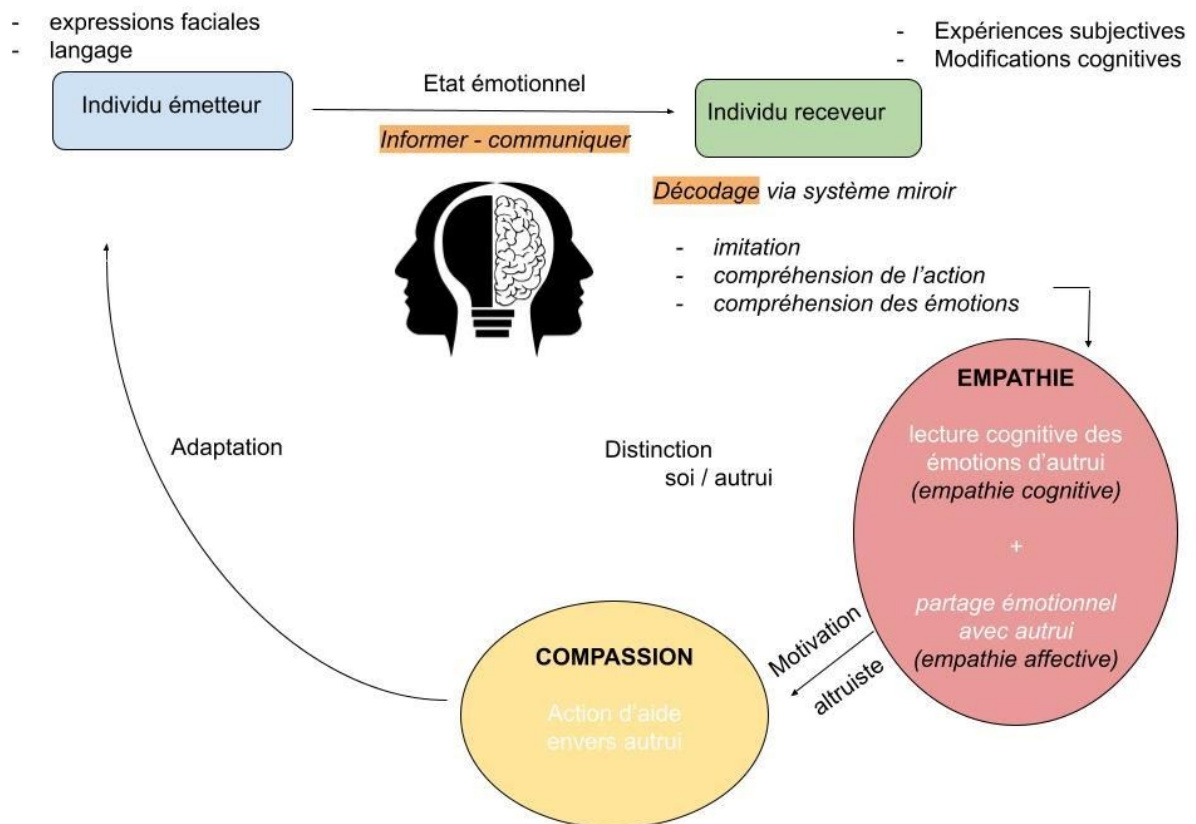 - expressions faciales
- langage
Individu émetteur
Etat émotionnel
Informer - communiquer
- Expériences subjectives
- Modifications cognitives
Individu receveur
Décodage via système miroir
- imitation
- compréhension de l'action
- compréhension des émotions
EMPATHIE
lecture cognitive des
émotions d'autrui
(empathie cognitive)
+
partage émotionnel
avec autrui
(empathie affective)
Distinction
soi / autrui
Motivation
altruiste
COMPASSION
Action d'aide
envers autrui
Adaptation